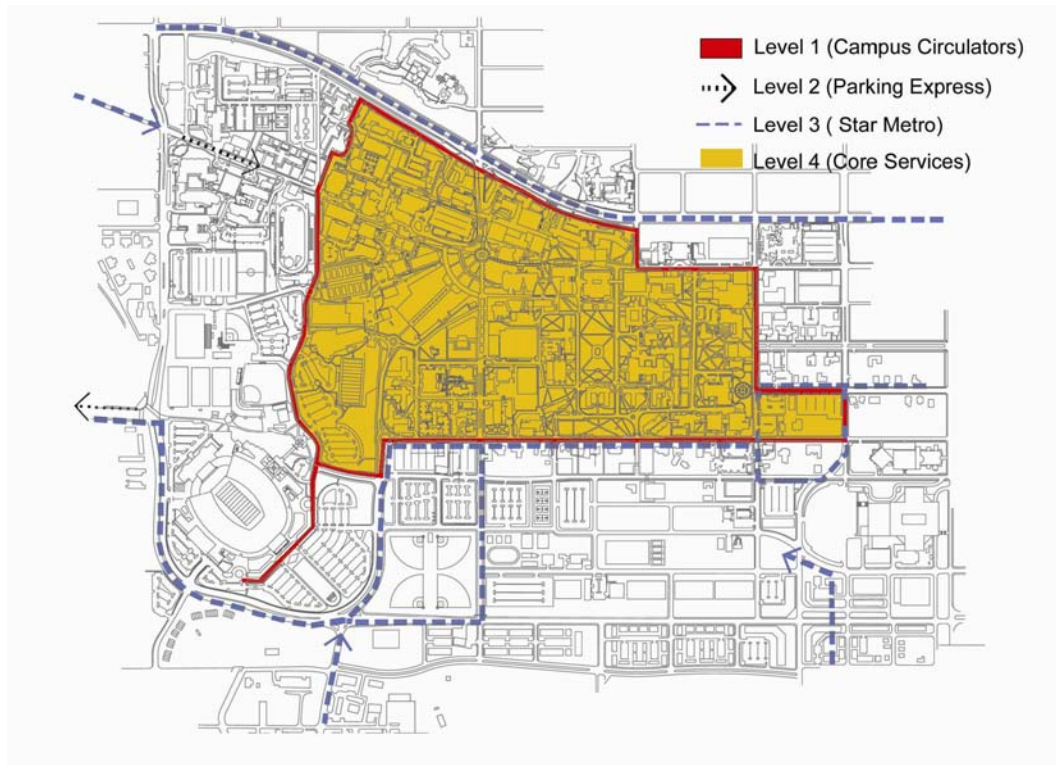 Level 1 (Campus Circulators)
Level 2 (Parking Express)
Level 3 ( Star Metro)
Level 4 (Core Services)